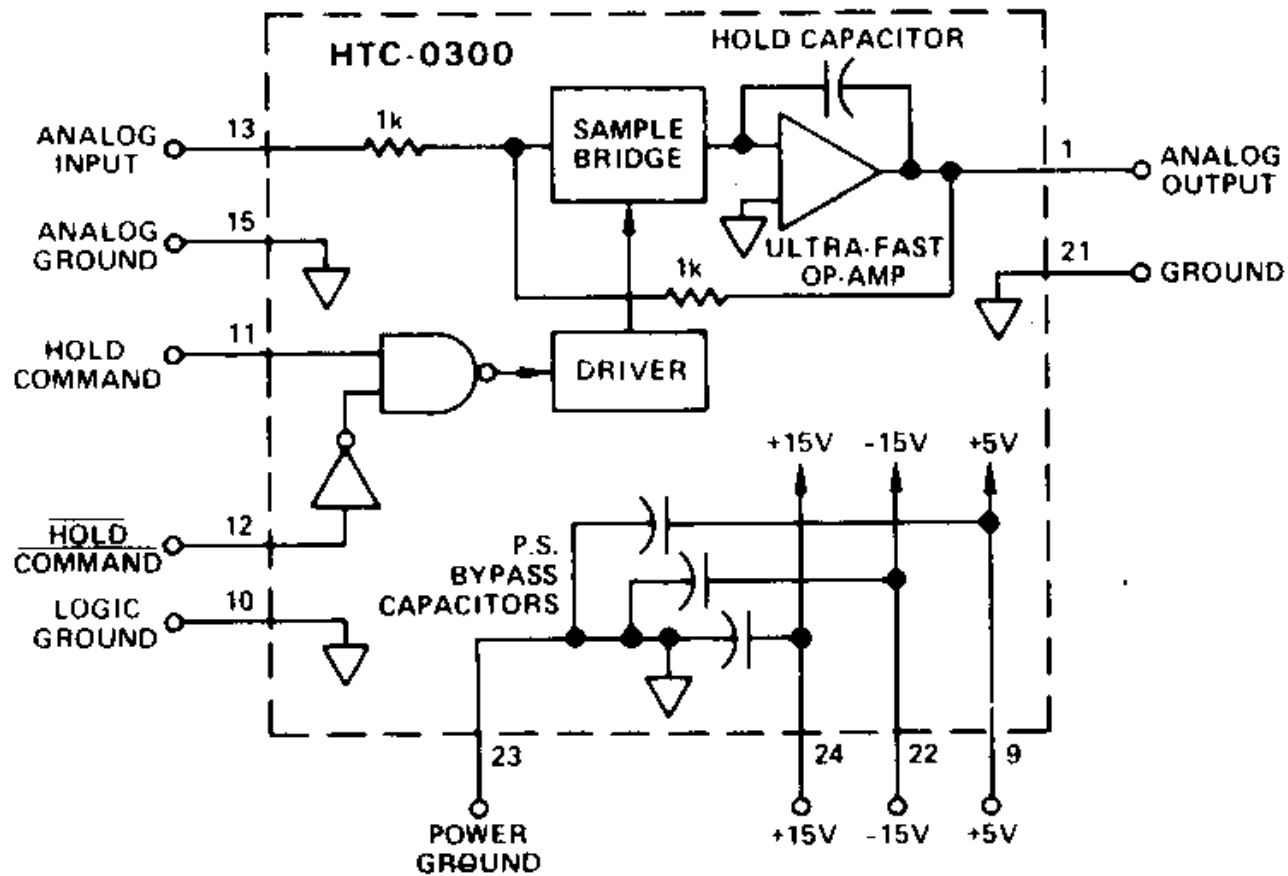 HTC-0300
HOLD CAPACITOR
ANALOG
INPUT
13
1k
SAMPLE
BRIDGE
1
ANALOG
OUTPUT
ANALOG
GROUND
15
ULTRA-FAST
OP-AMP
1k
21
GROUND
HOLD
COMMAND
11
DRIVER
+15V
-15V
+5V
HOLD
COMMAND
12
P.S.
BYPASS
CAPACITORS
LOGIC
GROUND
10
23
24
22
9
POWER
GROUND
+15V
-15V
+5V